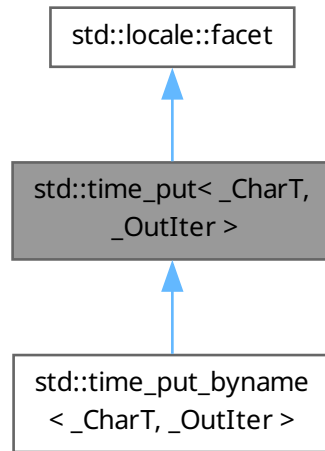 std::locale::facet
std::time_put< _CharT,
_OutIter >
std::time_put_byname
< _CharT, _OutIter >